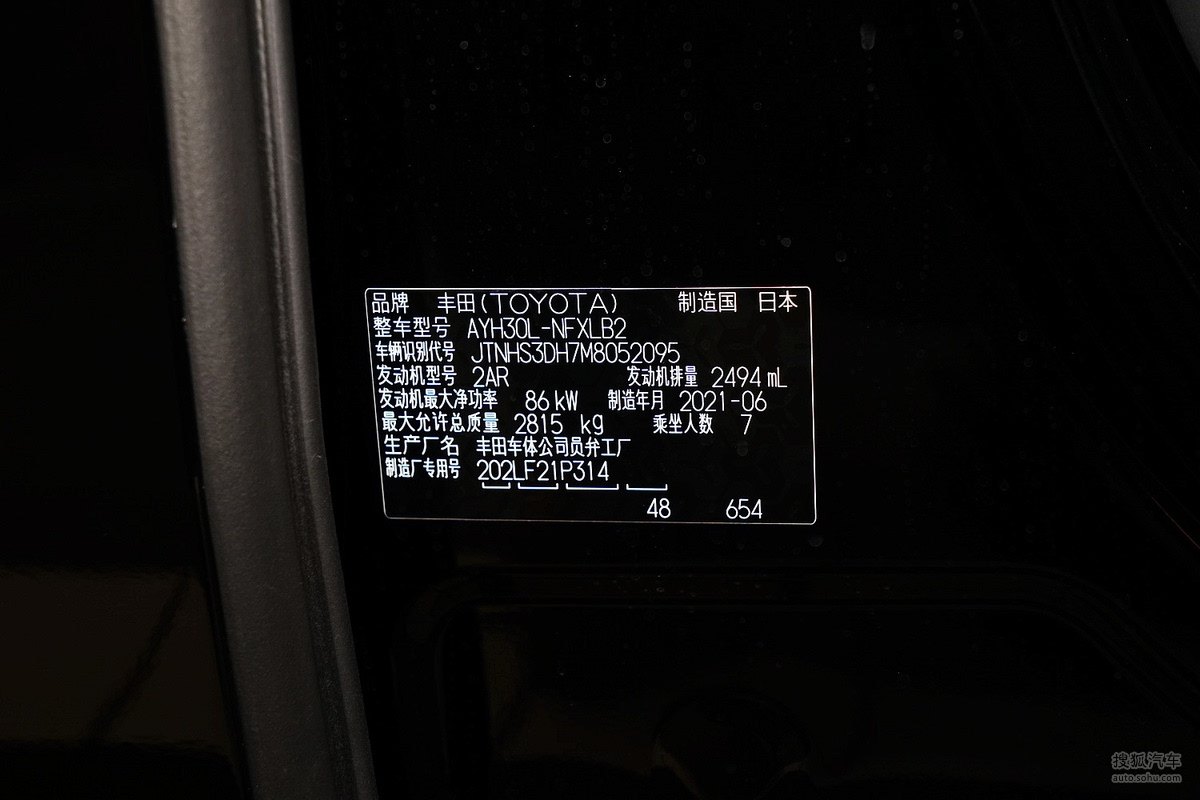 品牌 丰田(TOYOTA) 制造国 日本
整车型号 AYH30L-NFXLB2
车辆识别代号 JTNHS3DH7M8052095
发动机型号 2AR 发动机排量 2494 mL
发动机最大净功率 86 kW 制造年月 2021-06
最大允许总质量 2815 kg 乘坐人数 7
生产厂名 丰田车体公司员弁工厂
制造厂专用号 202LF21P314
48 654
搜狐汽车
auto.sohu.com